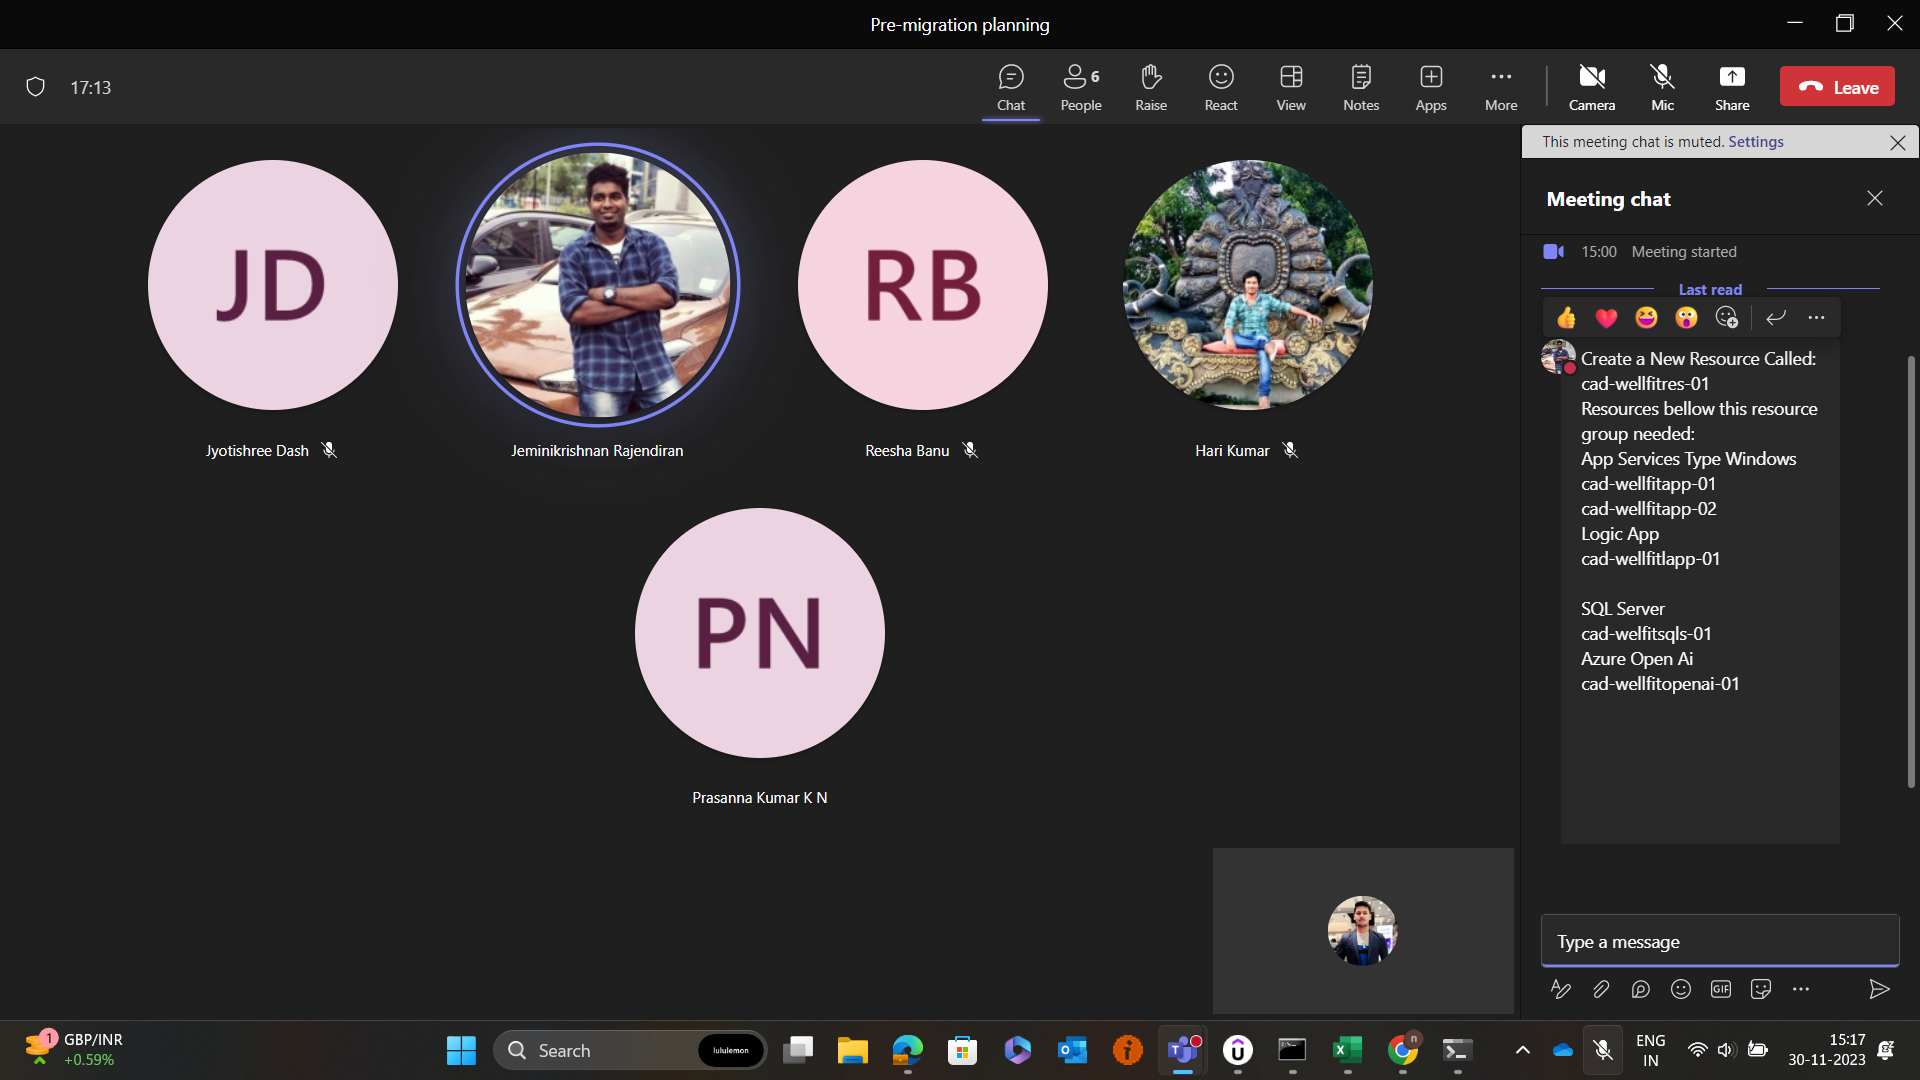 Pre-migration planning
17:13
Chat
People
6
Raise
React
View
Notes
Apps
More
Camera
Mic
Share
Leave
This meeting chat is muted. Settings
Meeting chat
15:00 Meeting started
Last read
Create a New Resource Called:
cad-wellfitres-01
Resources bellow this resource
group needed:
App Services Type Windows
cad-wellfitapp-01
cad-wellfitapp-02
Logic App
cad-wellfitlapp-01
SQL Server
cad-welfitsqls-01
Azure Open Ai
cad-wellfitopenai-01
JD
Jyotishree Dash
Jeminikrishnan Rajendiran
RB
Reesha Banu
Hari Kumar
PN
Prasanna Kumar K N
Type a message
GIF
1
GBP/INR
+0.59%
Search
lululemon
n
ENG
IN
15:17
30-11-2023